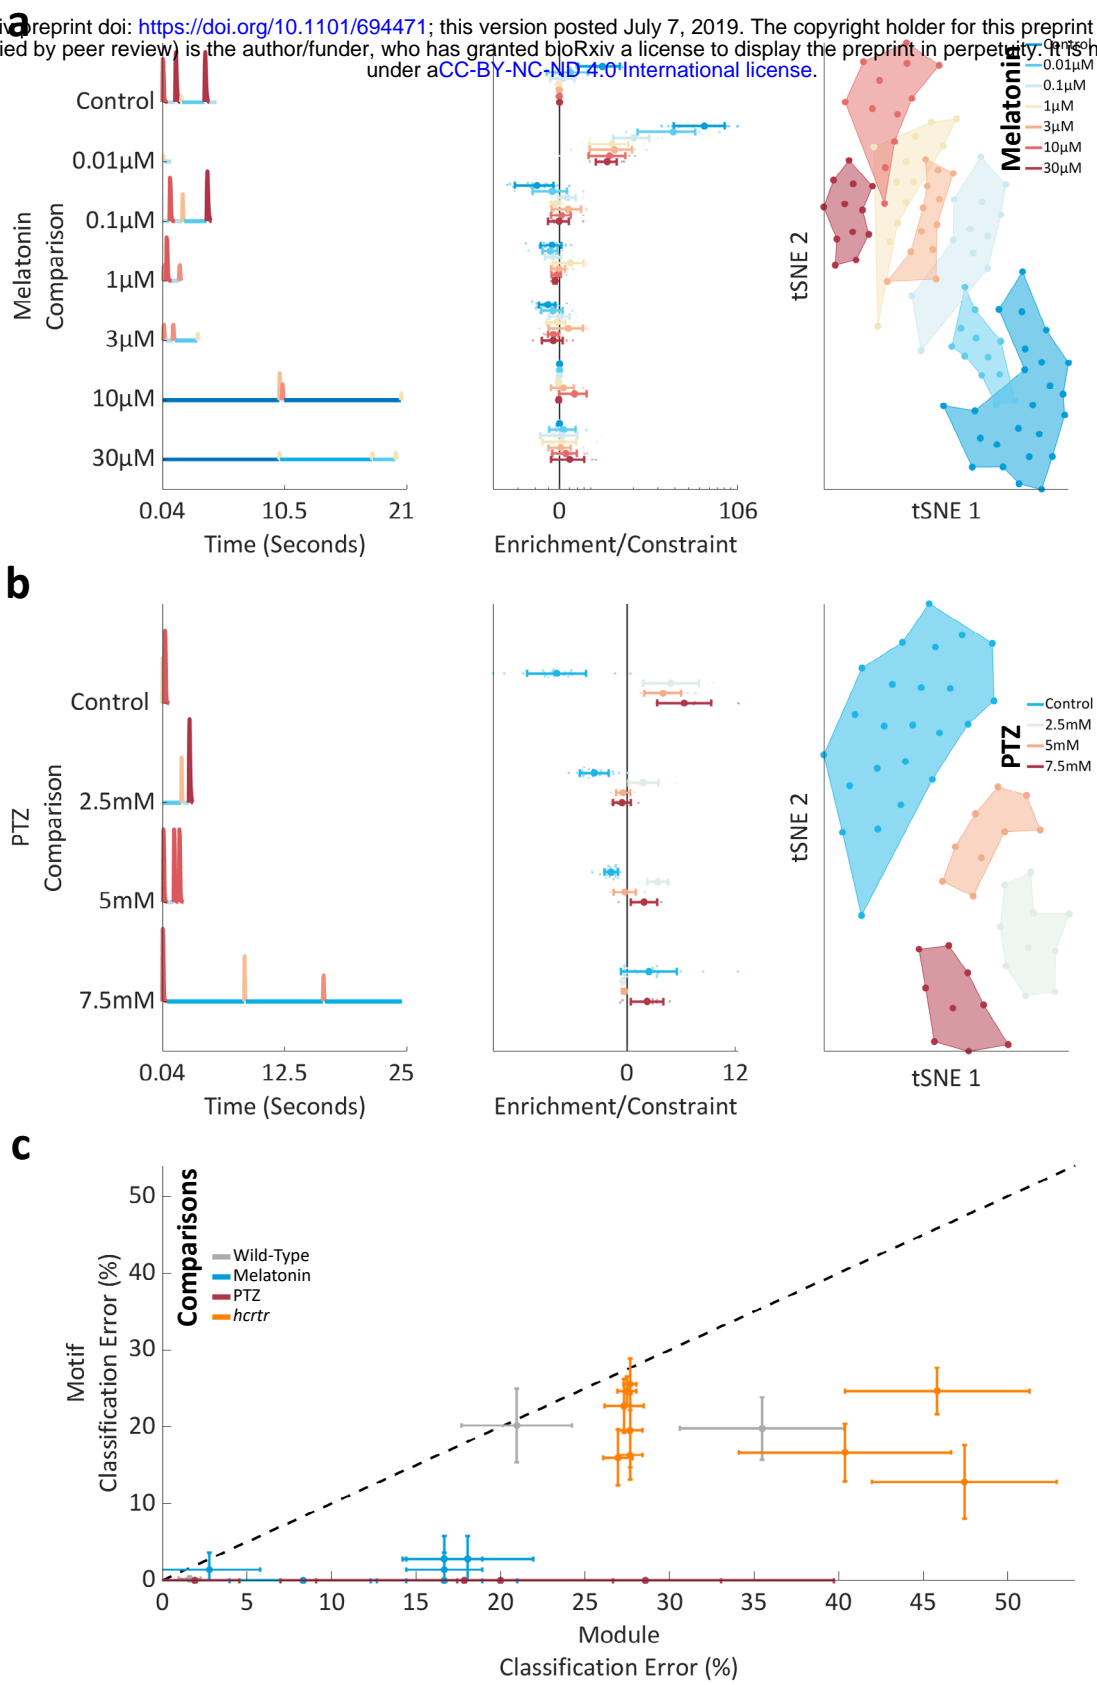 preprint doi: https://doi.org/10.1101/694471; this version posted July 7, 2019. The copyright holder for this preprint
ied by peer review) is the author/funder, who has granted bioRxiv a license to display the preprint in perpetuity. It is
under aCC-BY-NC-ND 4.0 International license.
a
Control
0.01µM
0.1µM
1µM
3µM
10µM
30µM
Melatonin
Comparison
0.04
10.5
21
Time (Seconds)
0
106
Enrichment/Constraint
tSNE 2
tSNE 1
Melatonin
Control
0.01µM
0.1µM
1µM
3µM
10µM
30µM
b
Control
2.5mM
5mM
7.5mM
PTZ
Comparison
0.04
12.5
25
Time (Seconds)
0
12
Enrichment/Constraint
tSNE 2
tSNE 1
PTZ
Control
2.5mM
5mM
7.5mM
c
Motif
Classification Error (%)
50
40
30
20
10
0
Comparisons
Wild-Type
Melatonin
PTZ
hcrtr
0 5 10 15 20 25 30 35 40 45 50
Module
Classification Error (%)